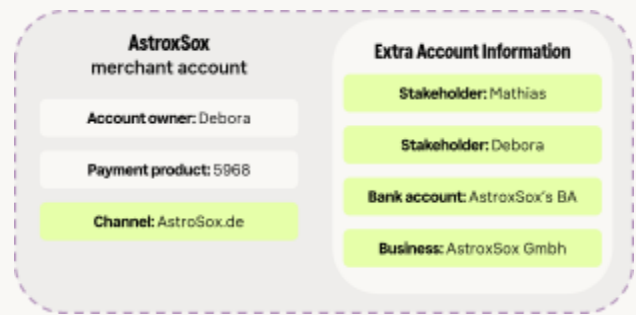 AstroxSox
merchant account
Account owner: Debora
Payment product: 5968
Channel: AstroSox.de
Extra Account Information
Stakeholder: Mathias
Stakeholder: Debora
Bank account: AstroxSox's BA
Business: AstroxSox Gmbh